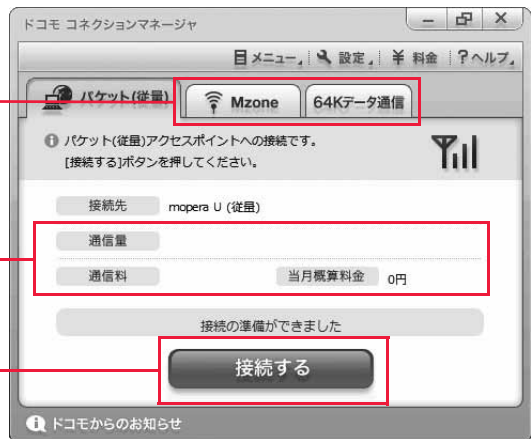 ドコモ コネクションマネージャ
メニュー 設定 ¥ 料金 ? ヘルプ
パケット(従量) Mzone 64Kデータ通信
パケット(従量)アクセスポイントへの接続です。
[接続する]ボタンを押してください。
接続先 mopera U (従量)
通信量
通信料 当月概算料金 0円
接続の準備ができました
接続する
ドコモからのお知らせ